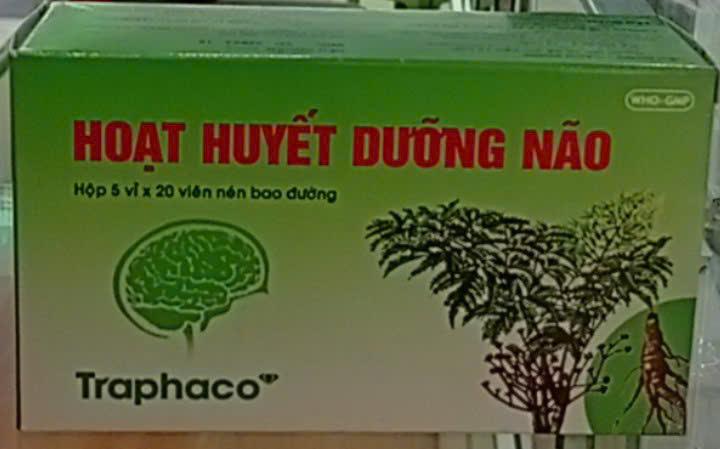 WHO-GMP
HOẠT HUYẾT DƯỠNG NÃO
Hộp 5 vỉ x 20 viên nén bao đường
Traphaco